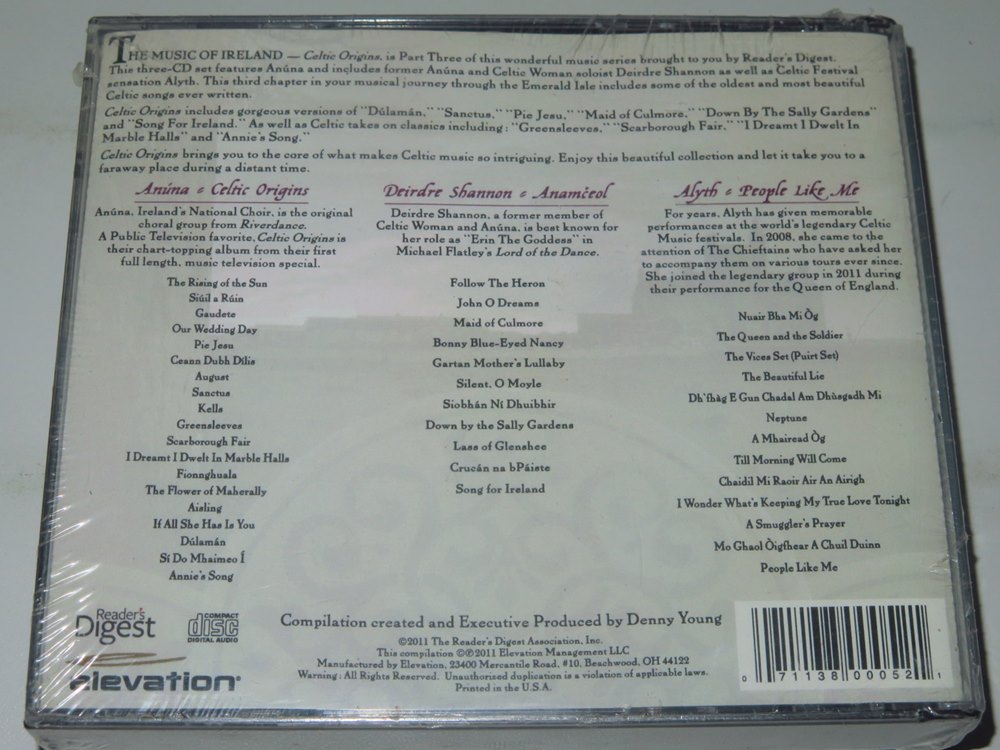 THE MUSIC OF IRELAND — Celtic Origins, is Part Three of this wonderful music series brought to you by Reader's Digest.
This three-CD set features Anúna and includes former Anúna and Celtic Woman soloist Deirdre Shannon as well as Celtic Festival
sensation Alyth. This third chapter in your musical journey through the Emerald Isle includes some of the oldest and most beautiful
Celtic songs ever written.
Celtic Origins includes gorgeous versions of "Dúlamán," "Sanctus," "Pie Jesu," "Maid of Culmore," "Down By The Sally Gardens"
and "Song For Ireland." As well as Celtic takes on classics including: "Greensleeves," "Scarborough Fair," "I Dreamt I Dwelt In
Marble Halls" and "Annie's Song."
Celtic Origins brings you to the core of what makes Celtic music so intriguing. Enjoy this beautiful collection and let it take you to a
faraway place during a distant time.
Anúna - Celtic Origins
Anúna, Ireland's National Choir, is the original
choral group from Riverdance.
A Public Television favorite, Celtic Origins is
their chart-topping album from their first
full length, music television special.
The Rising of the Sun
Siúil a Rúin
Gaudete
Our Wedding Day
Pie Jesu
Ceann Dubh Dílis
August
Sanctus
Kells
Greensleeves
Scarborough Fair
I Dreamt I Dwelt In Marble Halls
Fionnghuala
The Flower of Maherally
Aisling
If All She Has Is You
Dúlamán
Sí Do Mhaimeo Í
Annie's Song
Deirdre Shannon - Anamċeol
Deirdre Shannon, a former member of
Celtic Woman and Anúna, is best known for
her role as "Erin The Goddess" in
Michael Flatley's Lord of the Dance.
Follow The Heron
John O Dreams
Maid of Culmore
Bonny Blue-Eyed Nancy
Gartan Mother's Lullaby
Silent, O Moyle
Siobhán Ní Dhuibhir
Down by the Sally Gardens
Lass of Glenshee
Crucán na bPáiste
Song for Ireland
Alyth - People Like Me
For years, Alyth has given memorable
performances at the world's legendary Celtic
Music festivals. In 2008, she came to the
attention of The Chieftains who have asked her
to accompany them on various tours ever since.
She joined the legendary group in 2011 during
their performance for the Queen of England.
Nuair Bha Mi Òg
The Queen and the Soldier
The Vices Set (Puirt Set)
The Beautiful Lie
Dh'fhàg E Gun Chadal Am Dhùsgadh Mi
Neptune
A Mhairead Òg
Till Morning Will Come
Chaidil Mi Raoir Air An Airigh
I Wonder What's Keeping My True Love Tonight
A Smuggler's Prayer
Mo Ghaol Òigfhear A Chuil Duinn
People Like Me
Reader's
Digest
COMPACT
disc
DIGITAL AUDIO
elevation
Compilation created and Executive Produced by Denny Young
©2011 The Reader's Digest Association, Inc.
This compilation ©℗2011 Elevation Management LLC
Manufactured by Elevation, 23400 Mercantile Road, #10, Beachwood, OH 44122
Warning: All Rights Reserved. Unauthorised duplication is a violation of applicable laws.
Printed in the U.S.A.
0 71138 00052 1